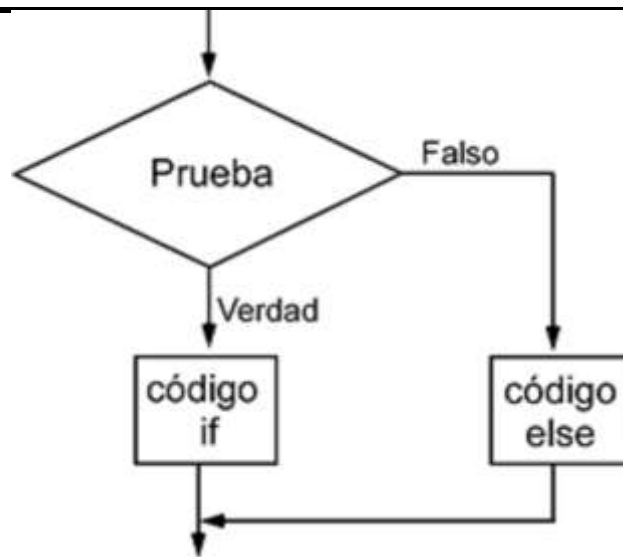 Prueba
Falso
Verdad
código
if
código
else